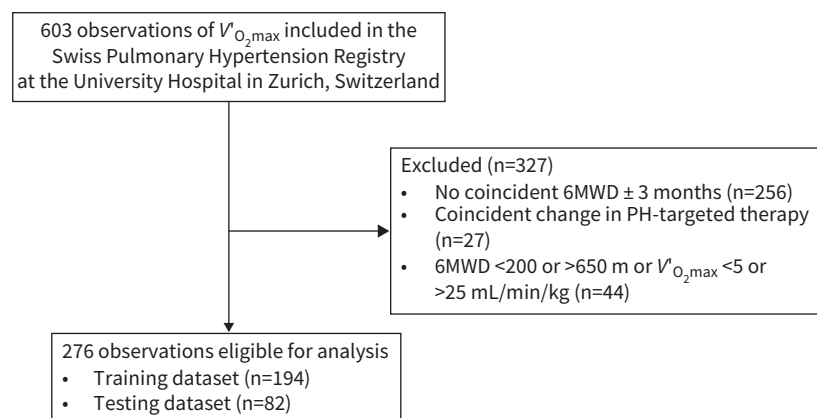 603 observations of V'O₂max included in the
Swiss Pulmonary Hypertension Registry
at the University Hospital in Zurich, Switzerland
Excluded (n=327)
• No coincident 6MWD ± 3 months (n=256)
• Coincident change in PH-targeted therapy
(n=27)
• 6MWD <200 or >650 m or V'O₂max <5 or
>25 mL/min/kg (n=44)
276 observations eligible for analysis
• Training dataset (n=194)
• Testing dataset (n=82)